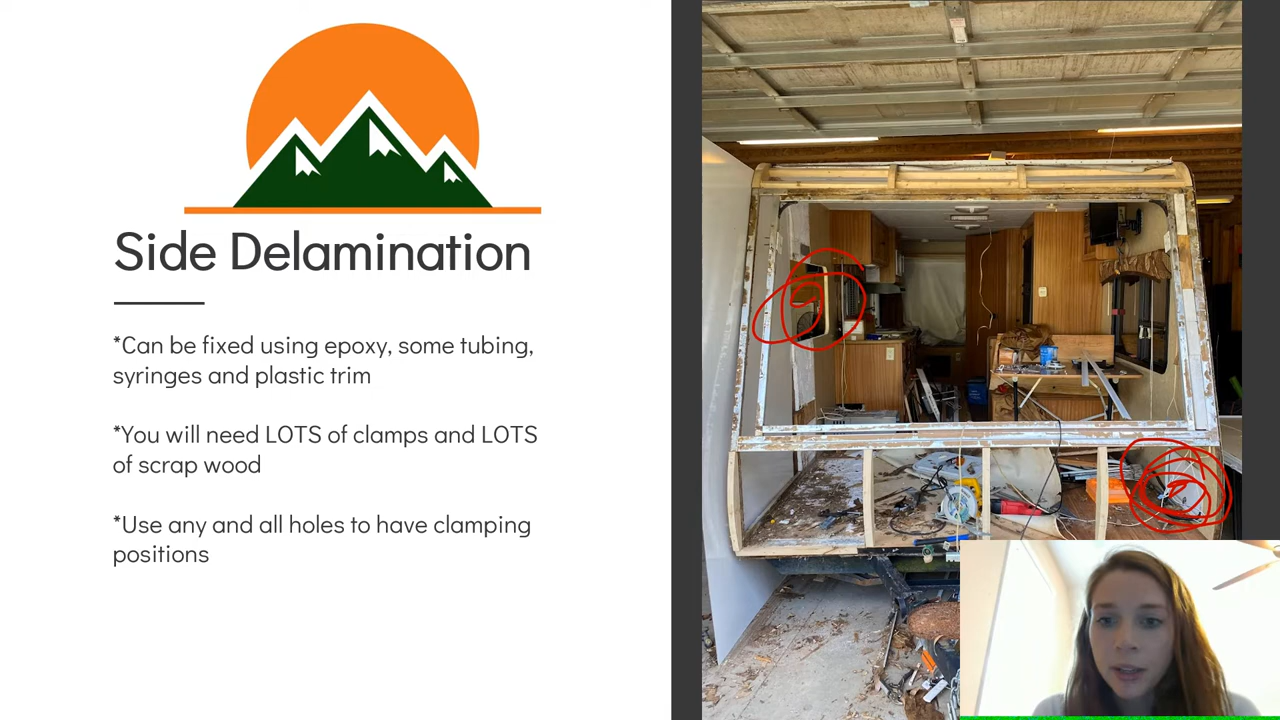 Side Delamination
*Can be fixed using epoxy, some tubing,
syringes and plastic trim
*You will need LOTS of clamps and LOTS
of scrap wood
*Use any and all holes to have clamping
positions